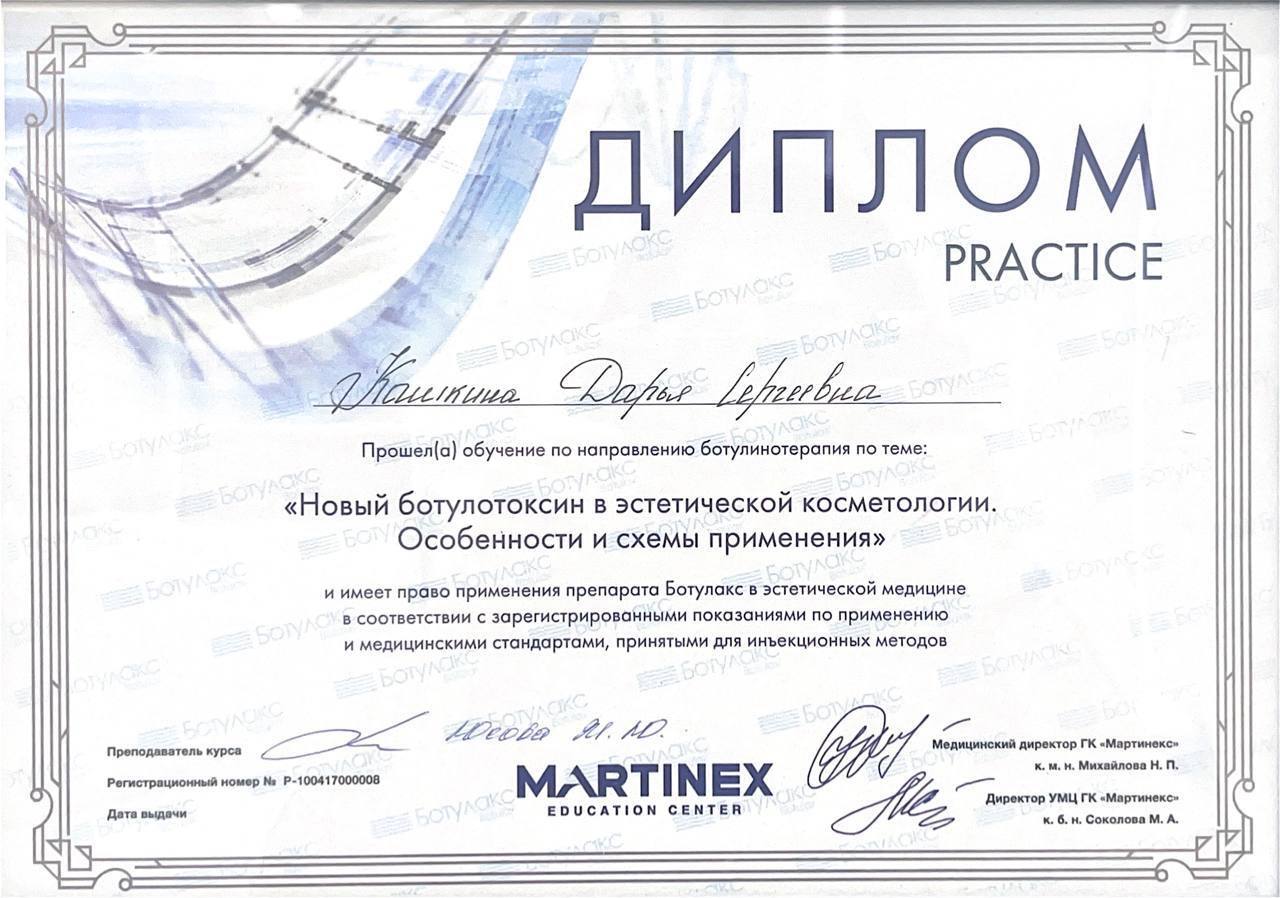 ДИПЛОМ
PRACTICE
Кашкина Дарья Сергеевна
Прошел(а) обучение по направлению ботулинотерапия по теме:
«Новый ботулотоксин в эстетической косметологии.
Особенности и схемы применения»
и имеет право применения препарата Ботулакс в эстетической медицине
в соответствии с зарегистрированными показаниями по применению
и медицинскими стандартами, принятыми для инъекционных методов
Преподаватель курса Юсова
Регистрационный номер № Р-100417000008
Дата выдачи
MARTINEX
EDUCATION CENTER
Медицинский директор ГК «Мартинекс»
к. м. н. Михайлова Н. П.
Директор УМЦ ГК «Мартинекс»
к. б. н. Соколова М. А.